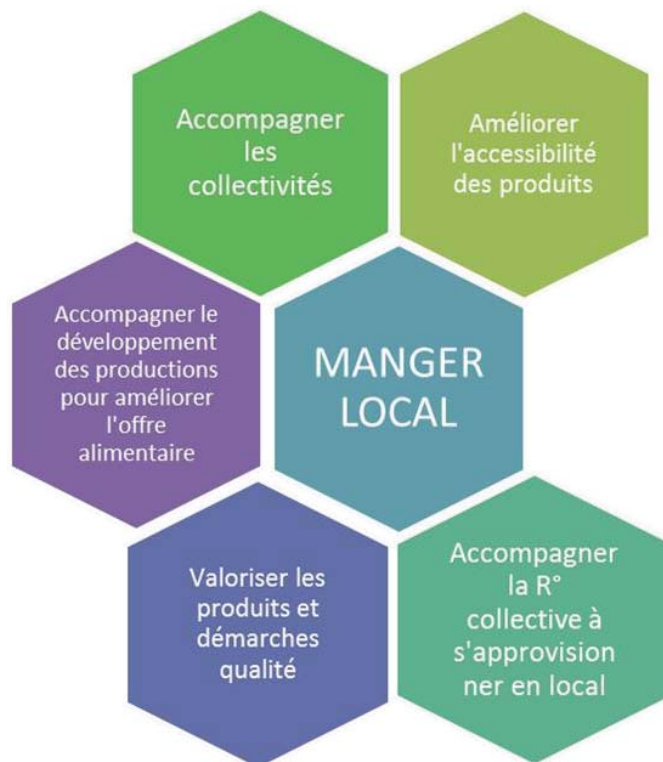 Accompagner
les
collectivités
Améliorer
l'accessibilité
des produits
Accompagner le
développement
des productions
pour améliorer
l'offre
alimentaire
MANGER
LOCAL
Valoriser les
produits et
démarches
qualité
Accompagner
la R°
collective à
s'approvision
ner en local